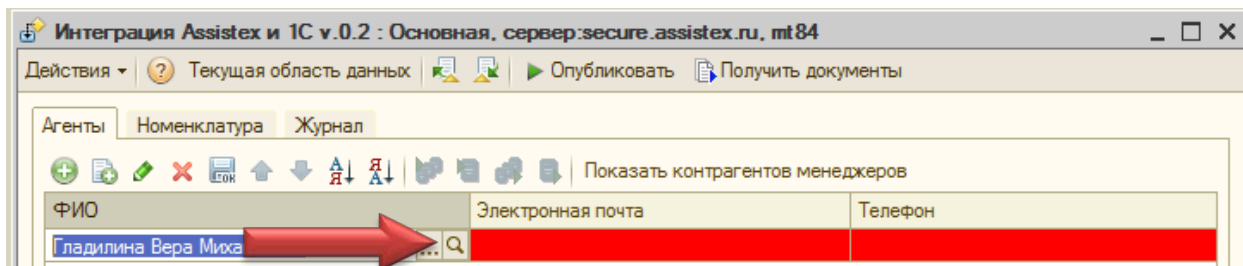 Интеграция Assistex и 1С v.0.2 : Основная, сервер:secure.assistex.ru, mt84
Действия ? Текущая область данных Опубликовать Получить документы
Агенты Номенклатура Журнал
Показать контрагентов менеджеров
ФИО Электронная почта Телефон
Гладилина Вера ...